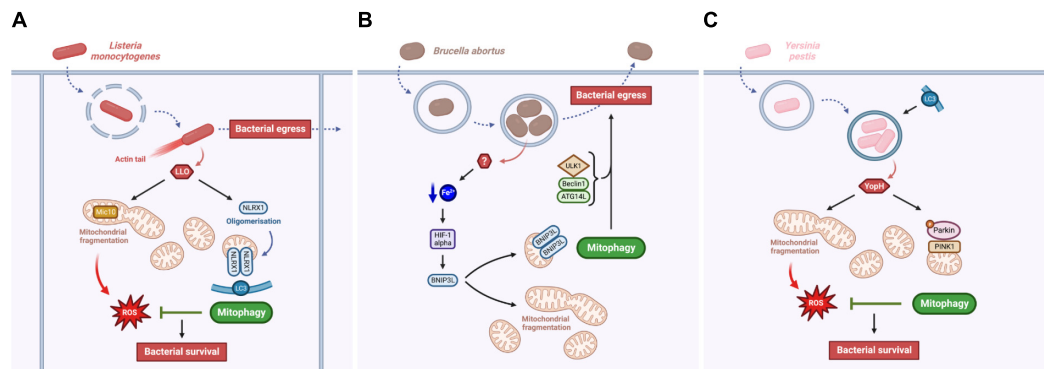 A
Listeria
monocytogenes
Actin tail
Bacterial egress
LLO
Mic10
Mitochondrial
fragmentation
NLRX1
Oligomerisation
NLRX1
NLRX1
LC3
ROS
Mitophagy
Bacterial survival
B
Brucella abortus
Bacterial egress
?
Fe²⁺
HIF-1
alpha
BNIP3L
BNIP3L
BNIP3L
ULK1
Beclin1
ATG14L
Mitophagy
Mitochondrial
fragmentation
C
Yersinia
pestis
LC3
YopH
Mitochondrial
fragmentation
P
Parkin
PINK1
ROS
Mitophagy
Bacterial survival